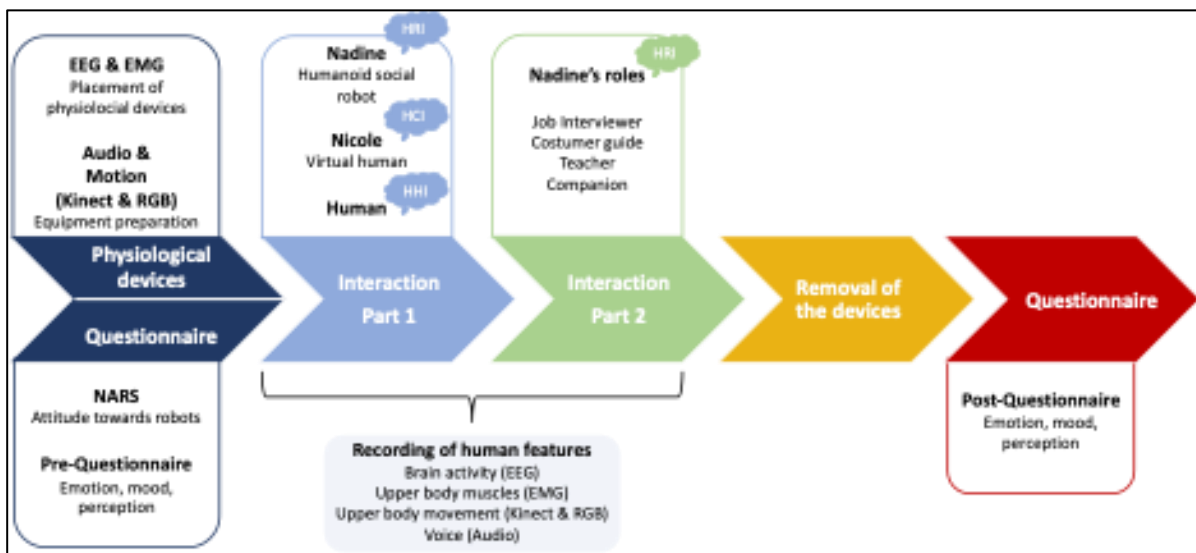 EEG & EMG
Placement of
physiolocial devices
Audio &
Motion
(Kinect & RGB)
Equipment preparation
Physiological
devices
Questionnaire
NARS
Attitude towards robots
Pre-Questionnaire
Emotion, mood,
perception
HRI
Nadine
Humanoid social
robot
HCI
Nicole
Virtual human
HHI
Human
Interaction
Part 1
HRI
Nadine's roles
Job Interviewer
Costumer guide
Teacher
Companion
Interaction
Part 2
Recording of human features
Brain activity (EEG)
Upper body muscles (EMG)
Upper body movement (Kinect & RGB)
Voice (Audio)
Removal of
the devices
Questionnaire
Post-Questionnaire
Emotion, mood,
perception